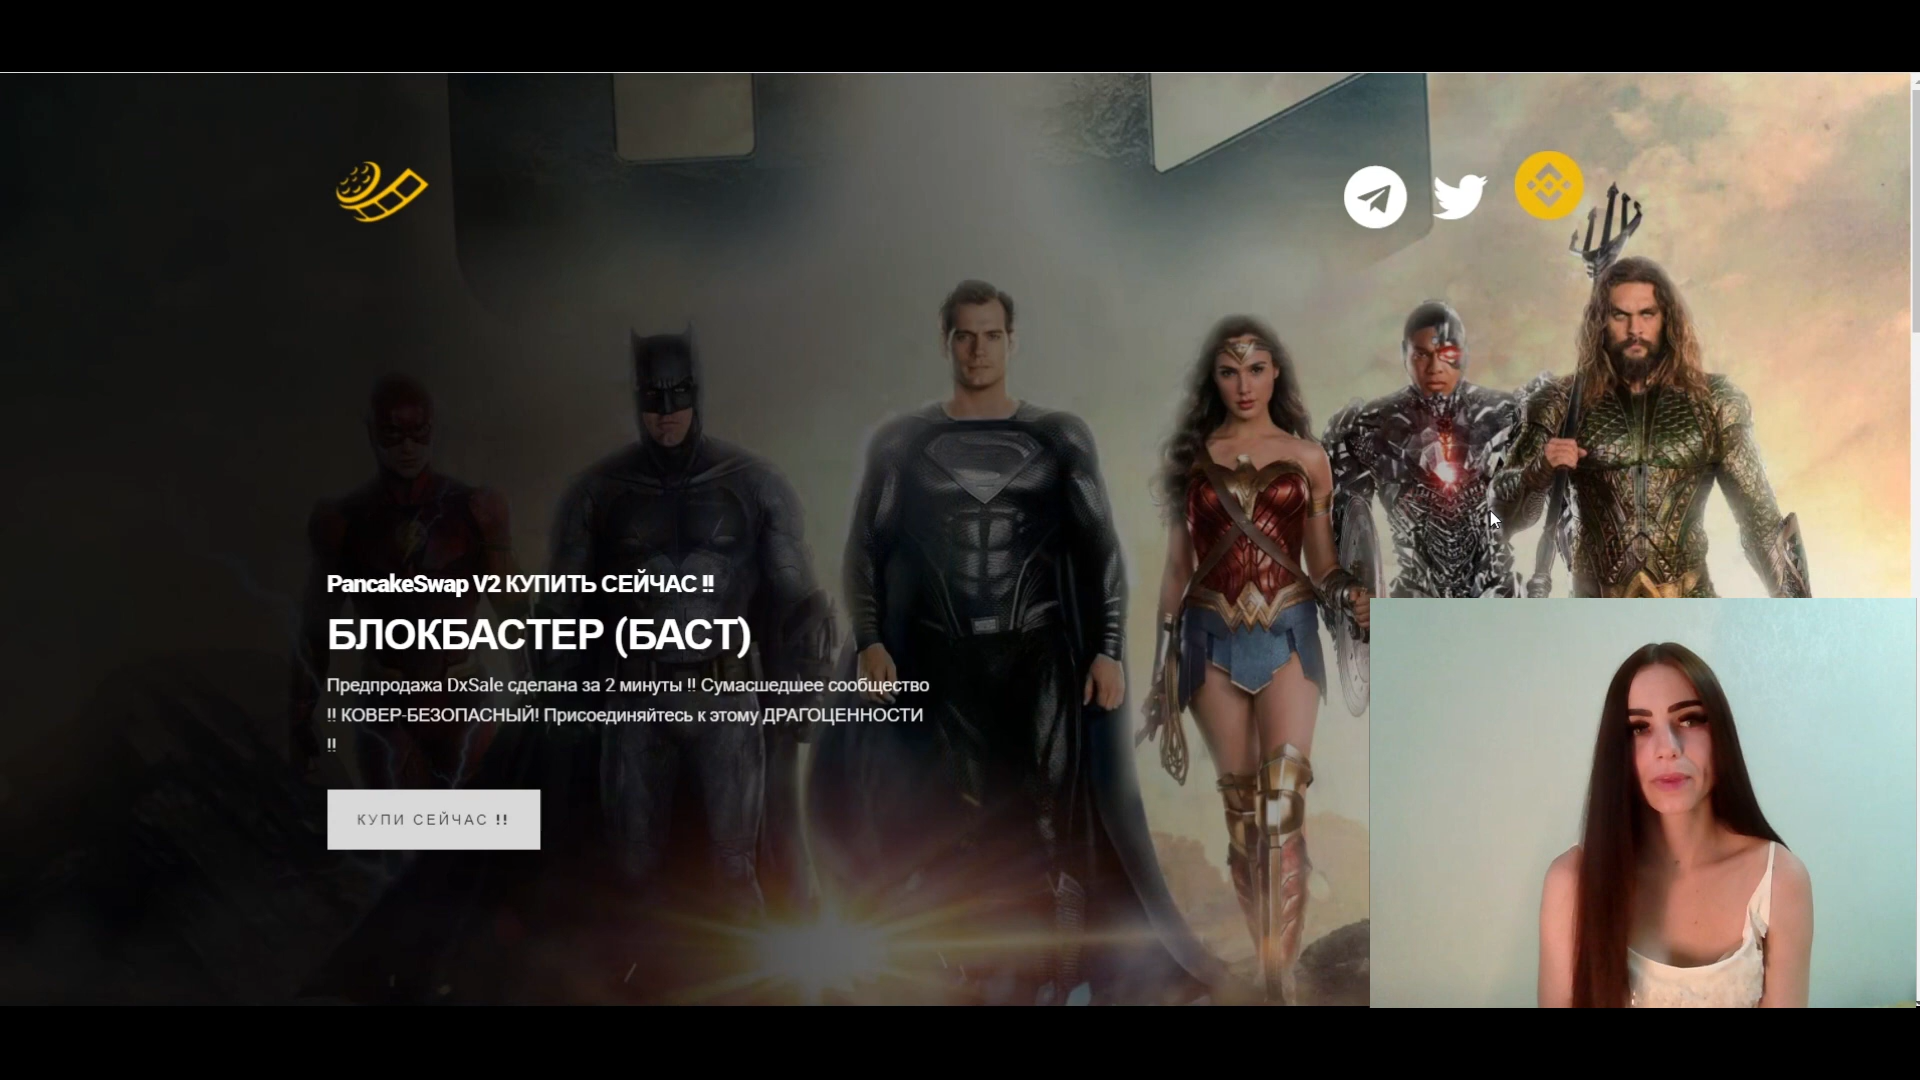 PancakeSwap V2 КУПИТЬ СЕЙЧАС !!
БЛОКБАСТЕР (БАСТ)
Предпродажа DxSale сделана за 2 минуты !! Сумасшедшее сообщество
!! КОВЕР-БЕЗОПАСНЫЙ! Присоединяйтесь к этому ДРАГОЦЕННОСТИ
!!
КУПИ СЕЙЧАС !!